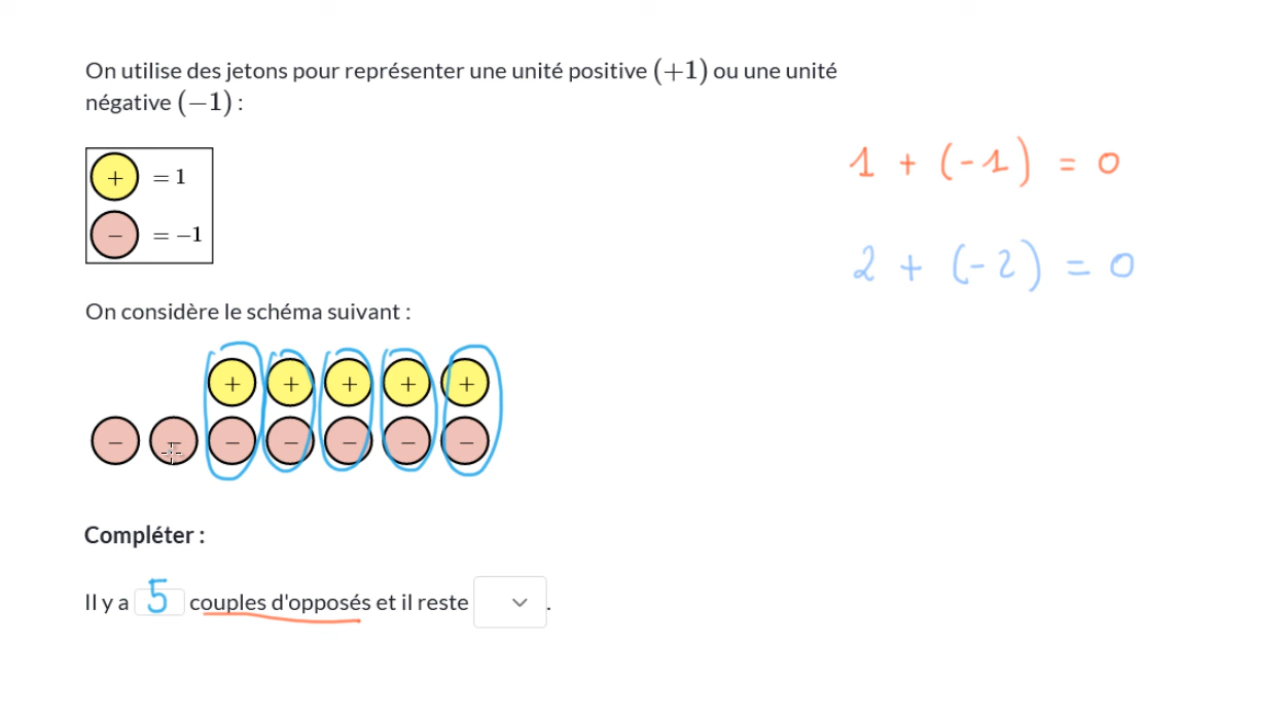 On utilise des jetons pour représenter une unité positive (+1) ou une unité
négative (−1) :
+ = 1
− = −1
1 + (-1) = 0
2 + (-2) = 0
On considère le schéma suivant :
+ + + + +
− − − − − − −
Compléter :
Il y a 5 couples d'opposés et il reste .